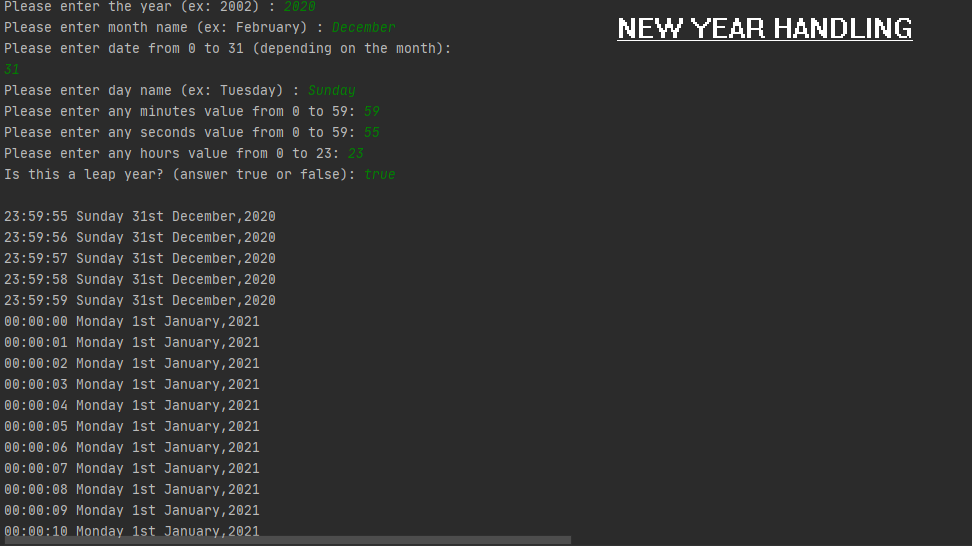 Please enter the year (ex: 2002) : 2020
NEW YEAR HANDLING
Please enter month name (ex: February) : December
Please enter date from 0 to 31 (depending on the month):
31
Please enter day name (ex: Tuesday) : Sunday
Please enter any minutes value from 0 to 59: 59
Please enter any seconds value from 0 to 59: 55
Please enter any hours value from 0 to 23: 23
Is this a leap year? (answer true or false): true
23:59:55 Sunday 31st December,2020
23:59:56 Sunday 31st December,2020
23:59:57 Sunday 31st December,2020
23:59:58 Sunday 31st December,2020
23:59:59 Sunday 31st December,2020
00:00:00 Monday 1st January,2021
00:00:01 Monday 1st January,2021
00:00:02 Monday 1st January,2021
00:00:03 Monday 1st January,2021
00:00:04 Monday 1st January,2021
00:00:05 Monday 1st January,2021
00:00:06 Monday 1st January,2021
00:00:07 Monday 1st January,2021
00:00:08 Monday 1st January,2021
00:00:09 Monday 1st January,2021
00:00:10 Monday 1st January,2021